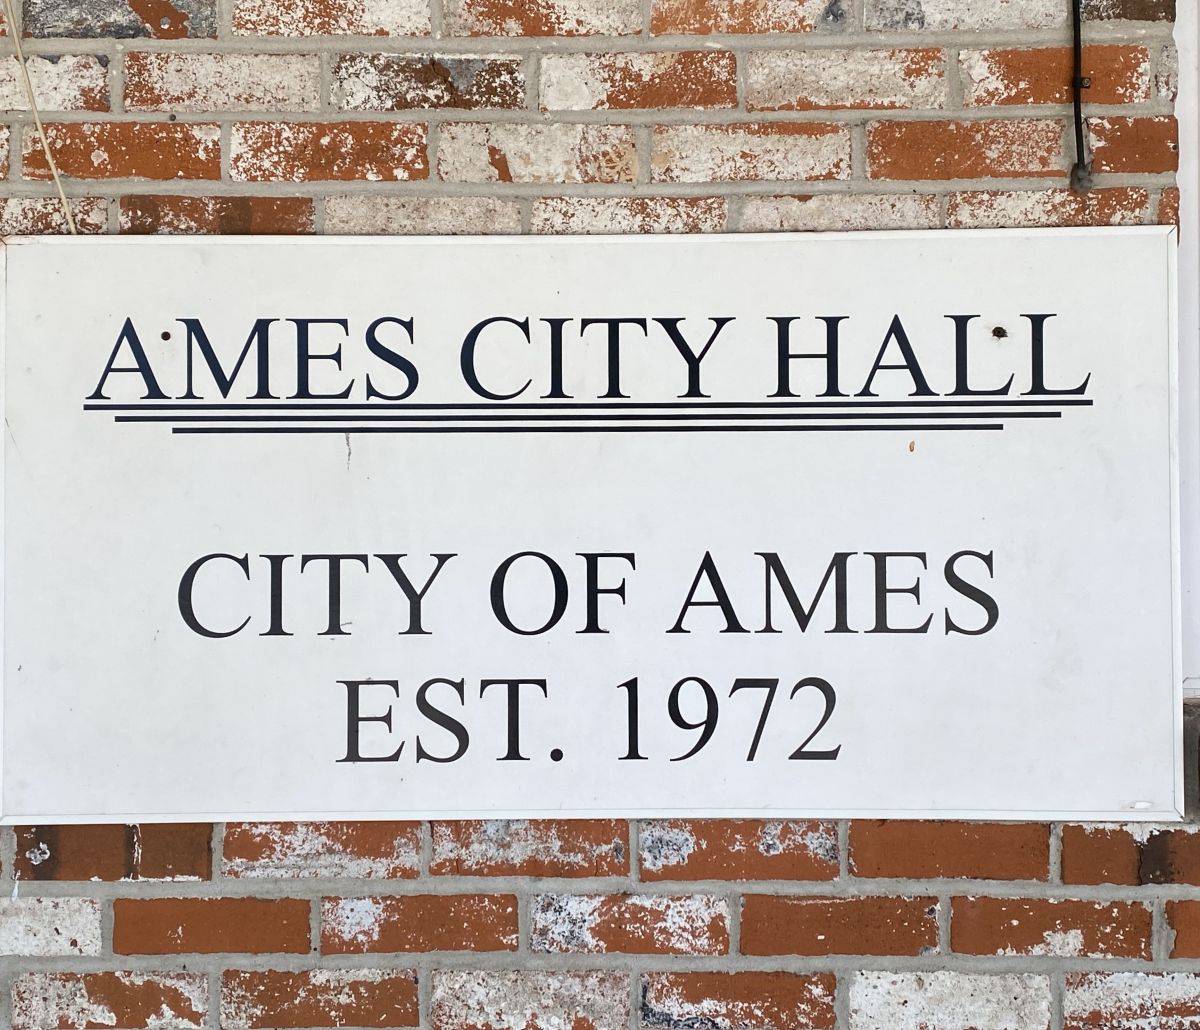 AMES CITY HALL
CITY OF AMES
EST. 1972